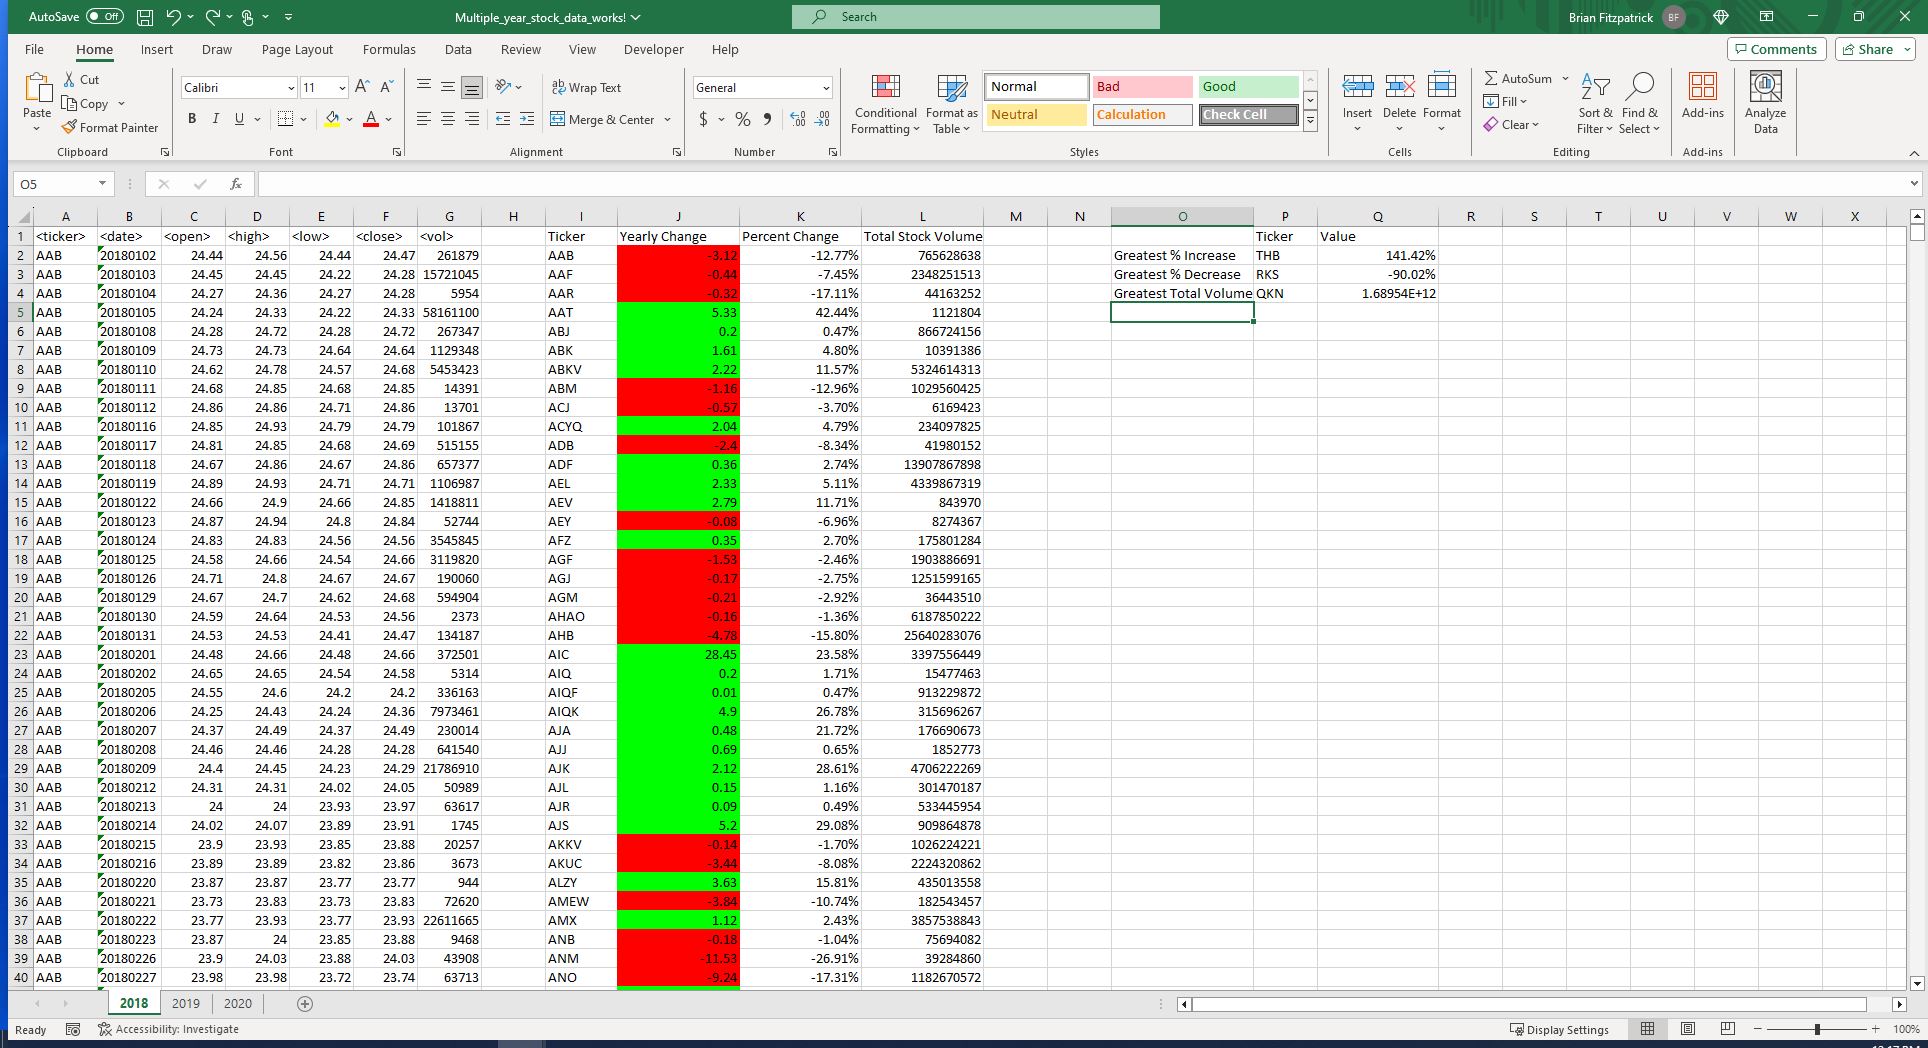 AutoSave Off Multiple_year_stock_data_works! Search Brian Fitzpatrick BF
File Home Insert Draw Page Layout Formulas Data Review View Developer Help Comments Share
Cut
Copy
Format Painter
Paste
Clipboard
Calibri 11 A A
B I U A
Font
ab Wrap Text
Merge & Center
Alignment
General
$ % 9
Number
Conditional Formatting
Format as Table
Normal Bad Good
Neutral Calculation Check Cell
Styles
Insert Delete Format
Cells
AutoSum
Fill
Clear
Sort & Filter
Find & Select
Editing
Add-ins
Add-ins
Analyze Data
O5 fx
A B C D E F G H I J K L M N O P Q R S T U V W X
1 <ticker> <date> <open> <high> <low> <close> <vol> Ticker Yearly Change Percent Change Total Stock Volume Ticker Value
2 AAB 20180102 24.44 24.56 24.44 24.47 261879 AAB -3.12 -12.77% 765628638 Greatest % Increase THB 141.42%
3 AAB 20180103 24.45 24.45 24.22 24.28 15721045 AAF -0.44 -7.45% 2348251513 Greatest % Decrease RKS -90.02%
4 AAB 20180104 24.27 24.36 24.27 24.28 5954 AAR -0.32 -17.11% 44163252 Greatest Total Volume QKN 1.68954E+12
5 AAB 20180105 24.24 24.33 24.22 24.33 58161100 AAT 5.33 42.44% 1121804
6 AAB 20180108 24.28 24.72 24.28 24.72 267347 ABJ 0.2 0.47% 866724156
7 AAB 20180109 24.73 24.73 24.64 24.64 1129348 ABK 1.61 4.80% 10391386
8 AAB 20180110 24.62 24.78 24.57 24.68 5453423 ABKV 2.22 11.57% 5324614313
9 AAB 20180111 24.68 24.85 24.68 24.85 14391 ABM -1.16 -12.96% 1029560425
10 AAB 20180112 24.86 24.86 24.71 24.86 13701 ACJ -0.57 -3.70% 6169423
11 AAB 20180116 24.85 24.93 24.79 24.79 101867 ACYQ 2.04 4.79% 234097825
12 AAB 20180117 24.81 24.85 24.68 24.69 515155 ADB -2.4 -8.34% 41980152
13 AAB 20180118 24.67 24.86 24.67 24.86 657377 ADF 0.36 2.74% 13907867898
14 AAB 20180119 24.89 24.93 24.71 24.71 1106987 AEL 2.33 5.11% 4339867319
15 AAB 20180122 24.66 24.9 24.66 24.85 1418811 AEV 2.79 11.71% 843970
16 AAB 20180123 24.87 24.94 24.8 24.84 52744 AEY -0.08 -6.96% 8274367
17 AAB 20180124 24.83 24.83 24.56 24.56 3545845 AFZ 0.35 2.70% 175801284
18 AAB 20180125 24.58 24.66 24.54 24.66 3119820 AGF -1.53 -2.46% 1903886691
19 AAB 20180126 24.71 24.8 24.67 24.67 190060 AGJ -0.17 -2.75% 1251599165
20 AAB 20180129 24.67 24.7 24.62 24.68 594904 AGM -0.21 -2.92% 36443510
21 AAB 20180130 24.59 24.64 24.53 24.56 2373 AHAO -0.16 -1.36% 6187850222
22 AAB 20180131 24.53 24.53 24.41 24.47 134187 AHB -4.78 -15.80% 25640283076
23 AAB 20180201 24.48 24.66 24.48 24.66 372501 AIC 28.45 23.58% 3397556449
24 AAB 20180202 24.65 24.65 24.54 24.58 5314 AIQ 0.2 1.71% 15477463
25 AAB 20180205 24.55 24.6 24.2 24.2 336163 AIQF 0.01 0.47% 913229872
26 AAB 20180206 24.25 24.43 24.24 24.36 7973461 AIQK 4.9 26.78% 315696267
27 AAB 20180207 24.37 24.49 24.37 24.49 230014 AJA 0.48 21.72% 176690673
28 AAB 20180208 24.46 24.46 24.28 24.28 641540 AJJ 0.69 0.65% 1852773
29 AAB 20180209 24.4 24.45 24.23 24.29 21786910 AJK 2.12 28.61% 4706222269
30 AAB 20180212 24.31 24.31 24.02 24.05 50989 AJL 0.15 1.16% 301470187
31 AAB 20180213 24 24 23.93 23.97 63617 AJR 0.09 0.49% 533445954
32 AAB 20180214 24.02 24.07 23.89 23.91 1745 AJS 5.2 29.08% 909864878
33 AAB 20180215 23.9 23.93 23.85 23.88 20257 AKKV -0.14 -1.70% 1026224221
34 AAB 20180216 23.89 23.89 23.82 23.86 3673 AKUC -3.44 -8.08% 2224320862
35 AAB 20180220 23.87 23.87 23.77 23.77 944 ALZY 3.63 15.81% 435013558
36 AAB 20180221 23.73 23.83 23.73 23.83 72620 AMEW -3.84 -10.74% 182543457
37 AAB 20180222 23.77 23.93 23.77 23.93 22611665 AMX 1.12 2.43% 3857538843
38 AAB 20180223 23.87 24 23.85 23.88 9468 ANB -0.18 -1.04% 75694082
39 AAB 20180226 23.9 24.03 23.88 24.03 43908 ANM -11.53 -26.91% 39284860
40 AAB 20180227 23.98 23.98 23.72 23.74 63713 ANO -9.24 -17.31% 1182670572
2018 2019 2020
Ready Accessibility: Investigate Display Settings 100%